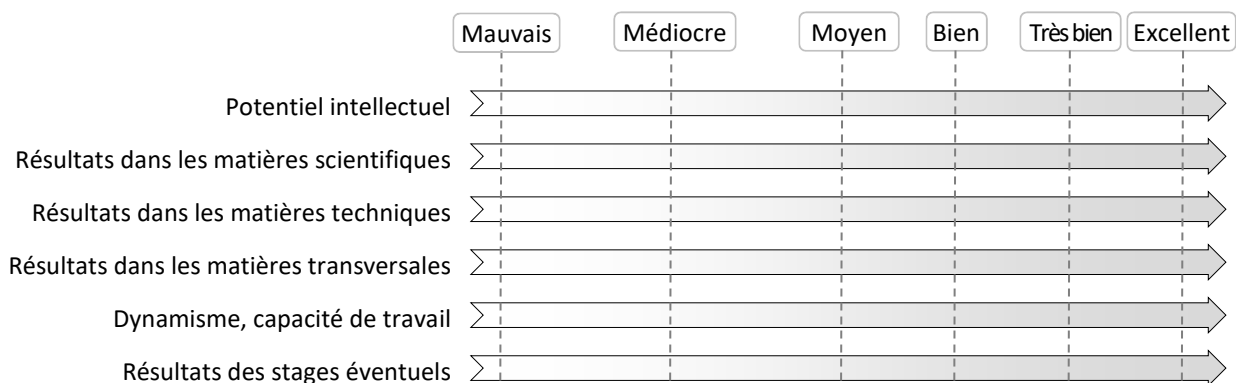 Mauvais Médiocre Moyen Bien Très bien Excellent
Potentiel intellectuel
Résultats dans les matières scientifiques
Résultats dans les matières techniques
Résultats dans les matières transversales
Dynamisme, capacité de travail
Résultats des stages éventuels